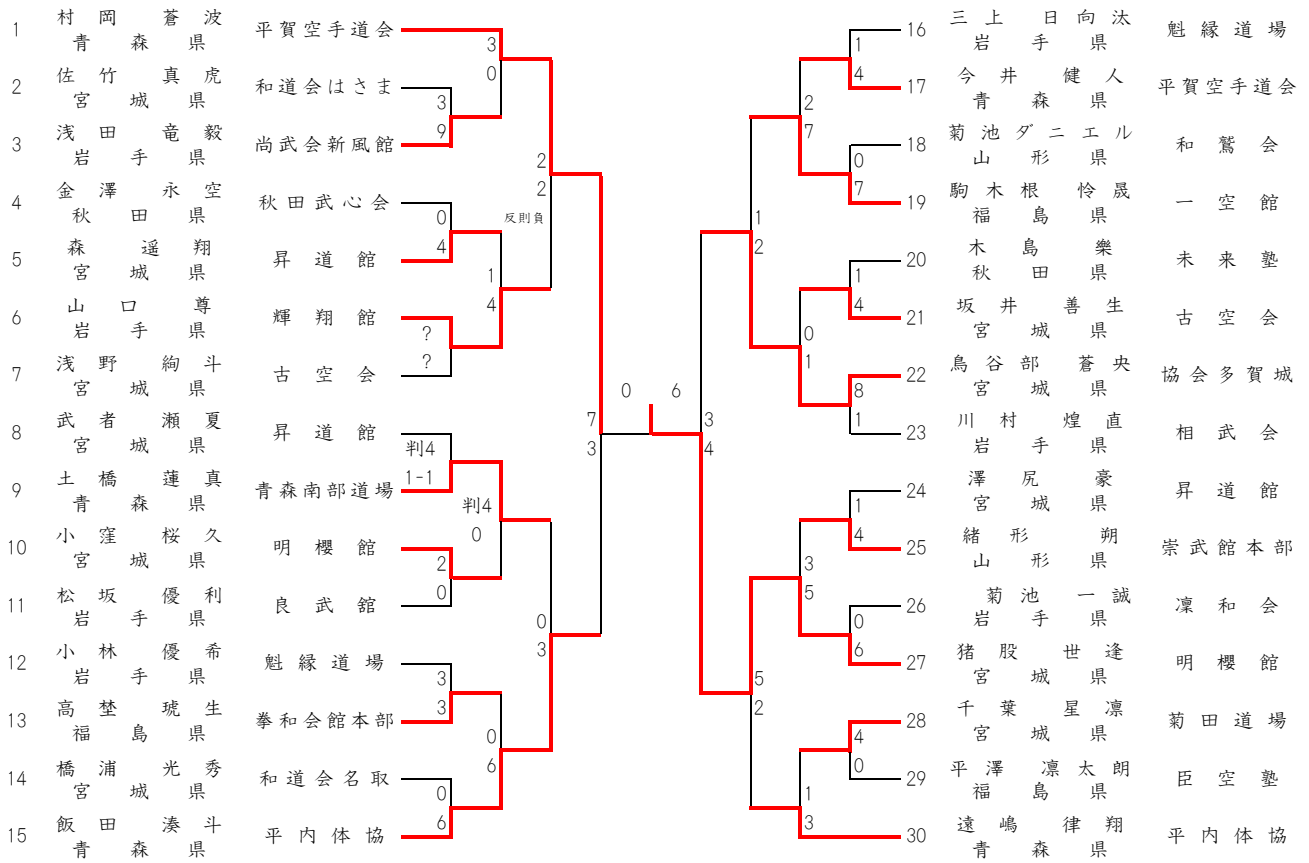 1 村岡 蒼波 平賀空手道会
青森県
3
0
2 佐竹 真虎 和道会はさま
宮城県
3
9
3 浅田 竜毅 尚武会新風館
岩手県
2
2
反則負
4 金澤 永空 秋田武心会
秋田県
0
4
5 森 遥翔 昇道館
宮城県
1
4
6 山口 尊 輝翔館
岩手県
?
?
7 浅野 絢斗 古空会
宮城県
7
3
8 武者 瀬夏 昇道館
宮城県
判4
1-1
9 土橋 蓮真 青森南部道場
青森県
判4
0
10 小窪 桜久 明櫻館
宮城県
2
0
11 松坂 優利 良武舘
岩手県
0
3
12 小林 優希 魁縁道場
岩手県
3
3
13 高埜 琥生 拳和会館本部
福島県
0
6
14 橋浦 光秀 和道会名取
宮城県
0
6
15 飯田 湊斗 平内体協
青森県
0 6
16 三上 日向汰 魁縁道場
岩手県
1
4
17 今井 健人 平賀空手道会
青森県
2
7
18 菊池ダニエル 和鷲会
山形県
0
7
19 駒木根 怜晟 一空館
福島県
1
2
20 木島 樂 未来塾
秋田県
1
4
21 坂井 善生 古空会
宮城県
0
1
22 鳥谷部 蒼央 協会多賀城
宮城県
8
1
23 川村 煌直 相武会
岩手県
3
4
24 澤尻 豪 昇道館
宮城県
1
4
25 緒形 朔 崇武館本部
山形県
3
5
26 菊池 一誠 凜和会
岩手県
0
6
27 猪股 世逢 明櫻館
宮城県
5
2
28 千葉 星凛 菊田道場
宮城県
4
0
29 平澤 凛太朗 臣空塾
福島県
1
3
30 遠嶋 律翔 平内体協
青森県